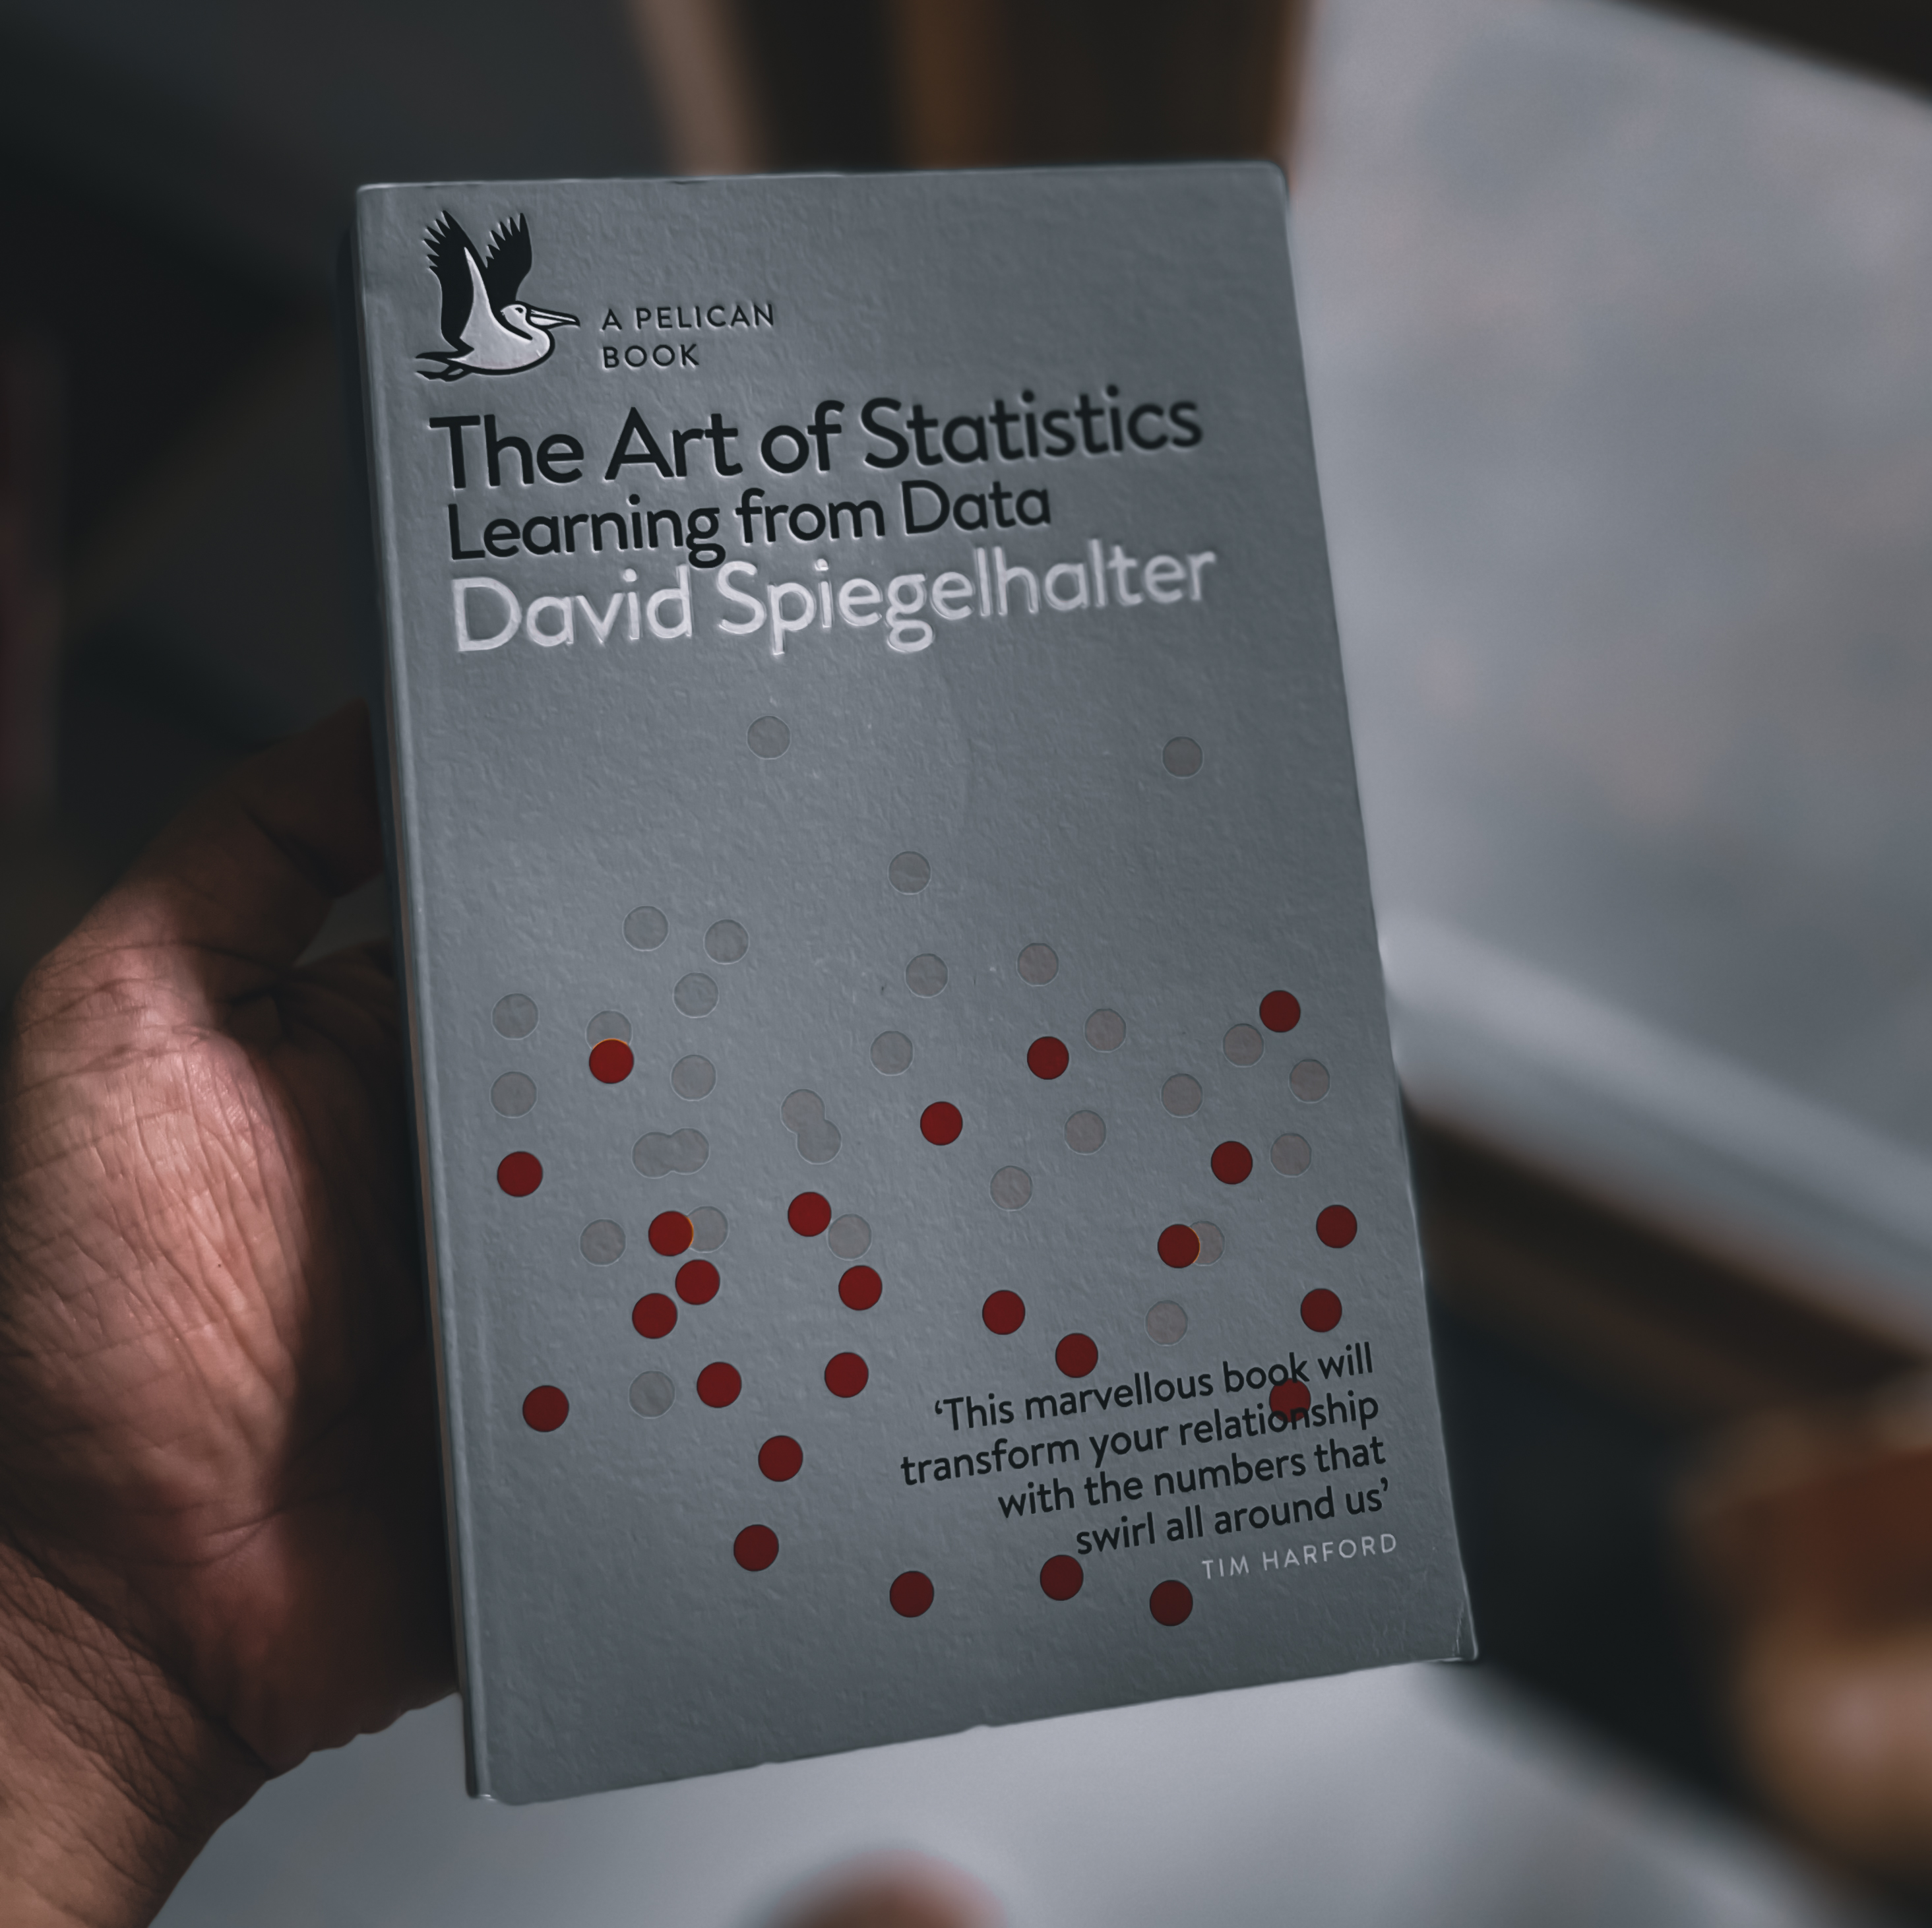 A PELICAN
BOOK
The Art of Statistics
Learning from Data
David Spiegelhalter
‘This marvellous book will
transform your relationship
with the numbers that
swirl all around us’
TIM HARFORD